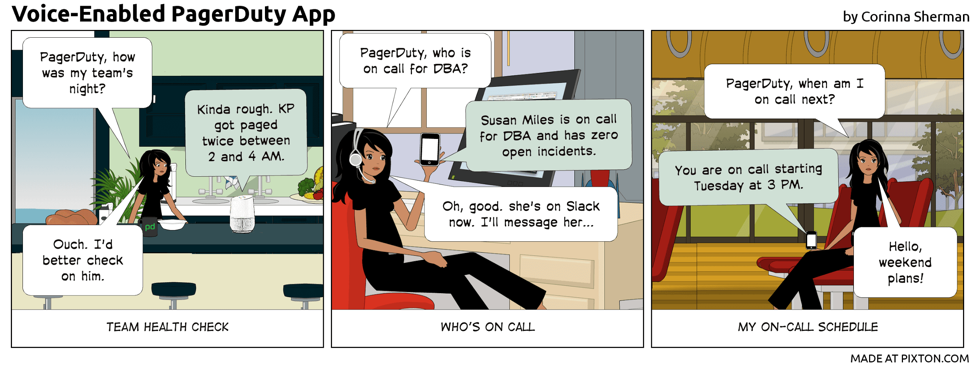 Voice-Enabled PagerDuty App
by Corinna Sherman
PagerDuty, how
was my team's
night?
Kinda rough. KP
got paged
twice between
2 and 4 AM.
pd
Ouch. I'd
better check
on him.
TEAM HEALTH CHECK
PagerDuty, who is
on call for DBA?
Susan Miles is on call
for DBA and has zero
open incidents.
Oh, good. she's on Slack
now. I'll message her...
WHO'S ON CALL
PagerDuty, when am I
on call next?
You are on call starting
Tuesday at 3 PM.
Hello,
weekend
plans!
MY ON-CALL SCHEDULE
MADE AT PIXTON.COM